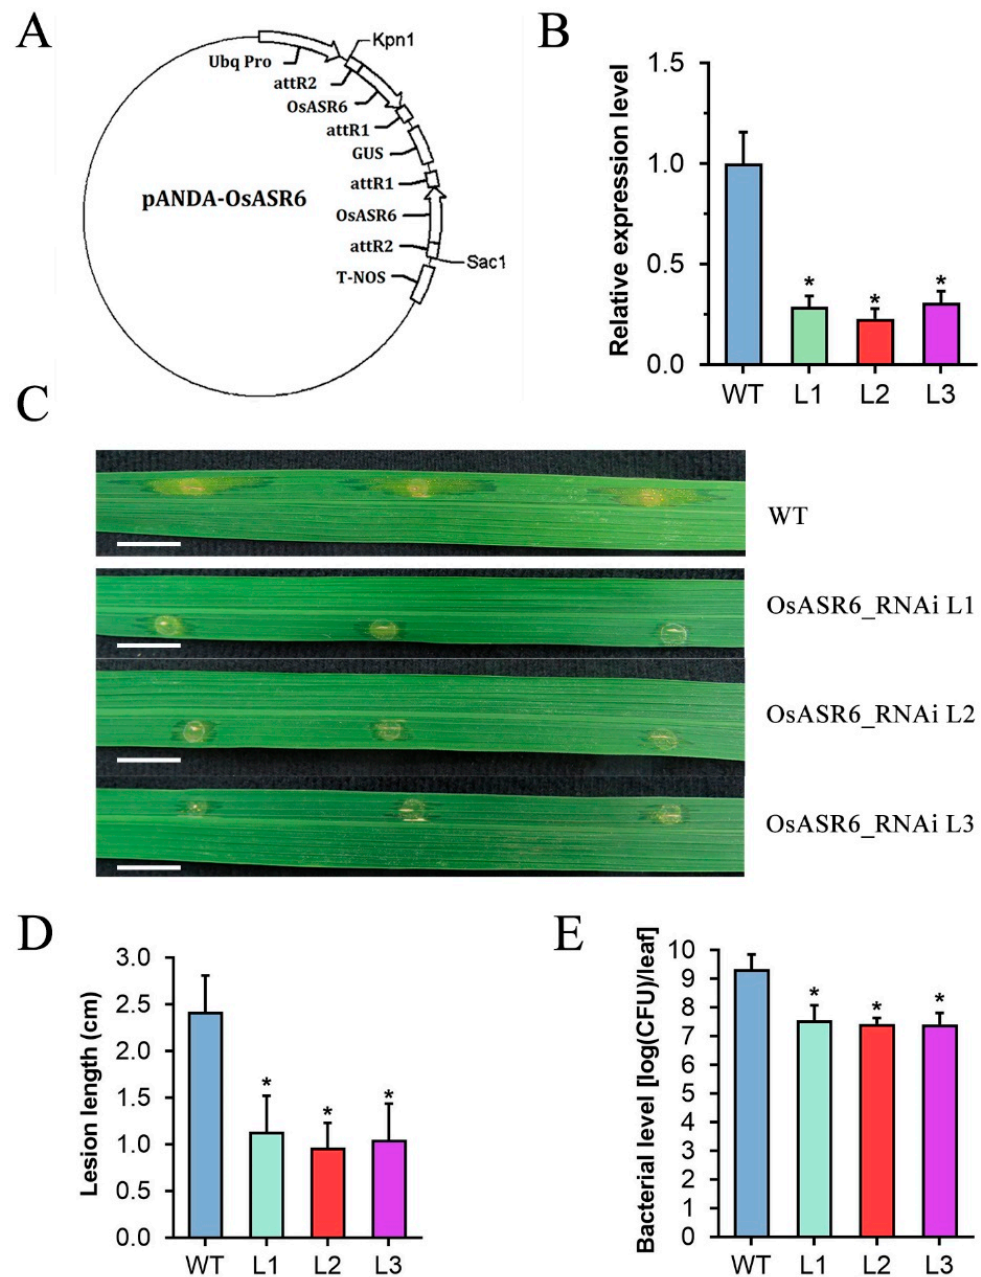 A
Kpn1
Ubq Pro
attR2
OsASR6
attR1
GUS
attR1
pANDA-OsASR6
OsASR6
attR2
Sac1
T-NOS
B
Relative expression level
1.5
1.0
0.5
0.0
*
*
*
WT L1 L2 L3
C
WT
OsASR6_RNAi L1
OsASR6_RNAi L2
OsASR6_RNAi L3
D
Lesion length (cm)
3.0
2.5
2.0
1.5
1.0
0.5
0.0
*
*
*
WT L1 L2 L3
E
Bacterial level [log(CFU)/leaf]
10
9
8
7
6
5
4
3
2
1
0
*
*
*
WT L1 L2 L3